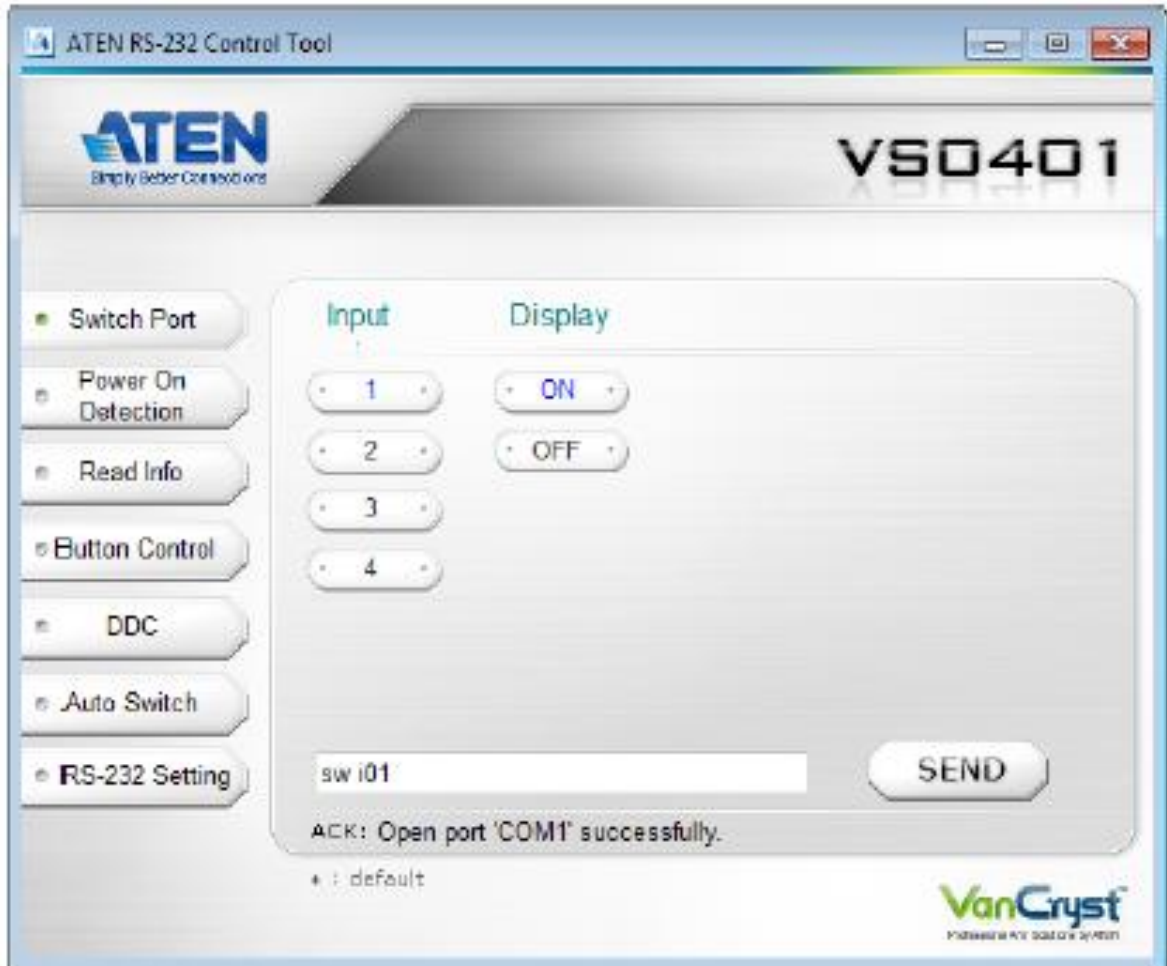 ATEN RS-232 Control Tool
ATEN
Simply Better Connections
VS0401
Switch Port
Power On
Detection
Read Info
Button Control
DDC
Auto Switch
RS-232 Setting
Input Display
1 ON
2 OFF
3
4
sw i01
SEND
ACK: Open port 'COM1' successfully.
* : default
VanCryst